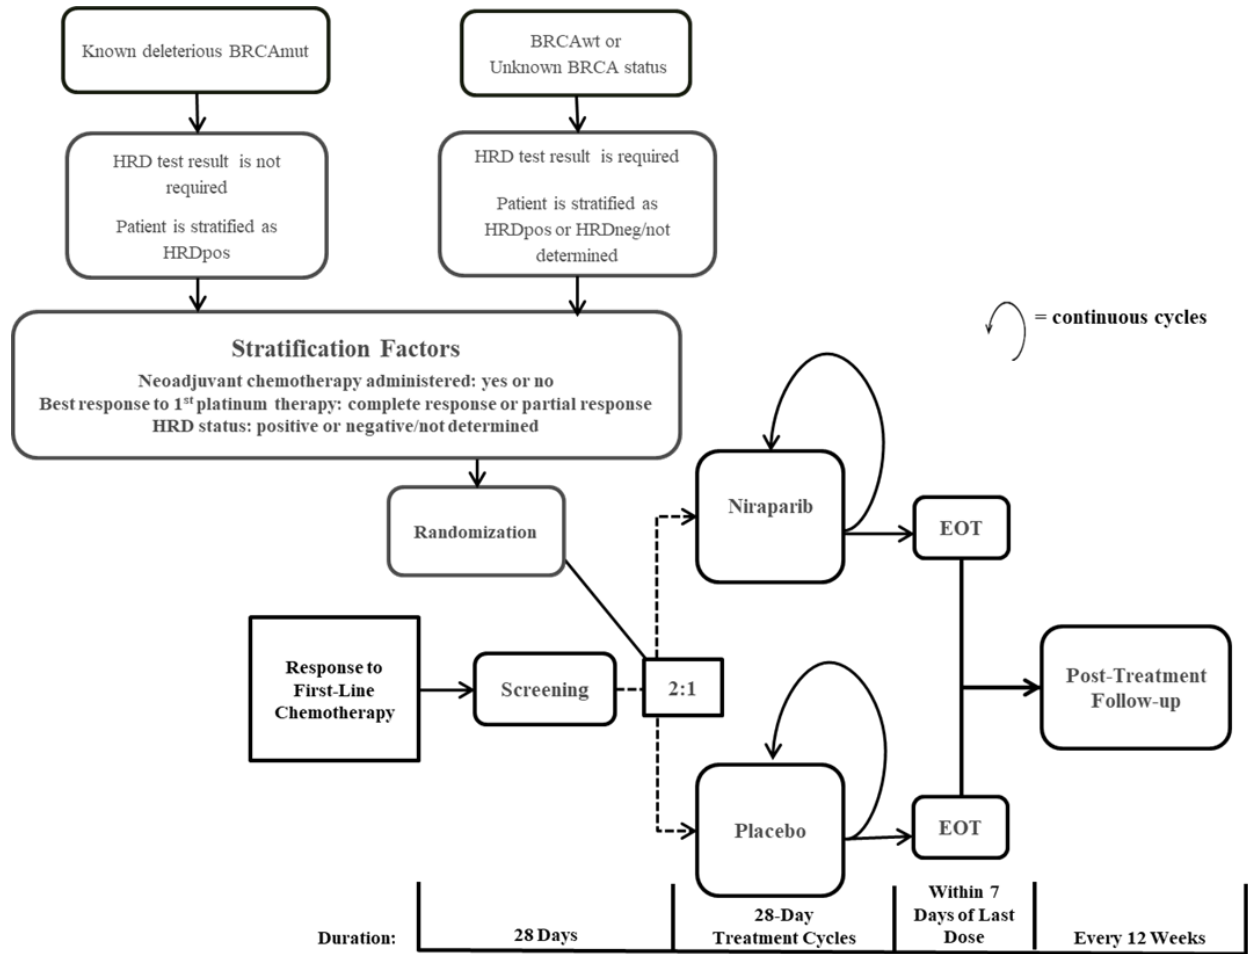 Known deleterious BRCAmut
BRCAwt or
Unknown BRCA status
HRD test result is not
required
Patient is stratified as
HRDpos
HRD test result is required
Patient is stratified as
HRDpos or HRDneg/not
determined
Stratification Factors
Neoadjuvant chemotherapy administered: yes or no
Best response to 1st platinum therapy: complete response or partial response
HRD status: positive or negative/not determined
= continuous cycles
Randomization
Niraparib
EOT
Response to
First-Line
Chemotherapy
Screening
2:1
Post-Treatment
Follow-up
Placebo
EOT
Duration:
28 Days
28-Day
Treatment Cycles
Within 7
Days of Last
Dose
Every 12 Weeks